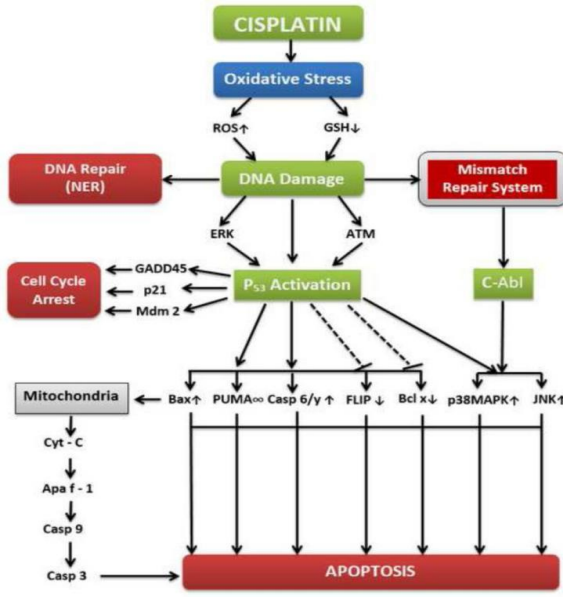 CISPLATIN
Oxidative Stress
ROS↑ GSH↓
DNA Repair
(NER)
DNA Damage
Mismatch
Repair System
ERK ATM
Cell Cycle
Arrest
GADD45
p21
Mdm 2
P53 Activation
C-Abl
Mitochondria
Bax↑ PUMA∞ Casp 6/y ↑ FLIP ↓ Bcl x↓ p38MAPK↑ JNK↑
Cyt - C
Apa f - 1
Casp 9
Casp 3
APOPTOSIS